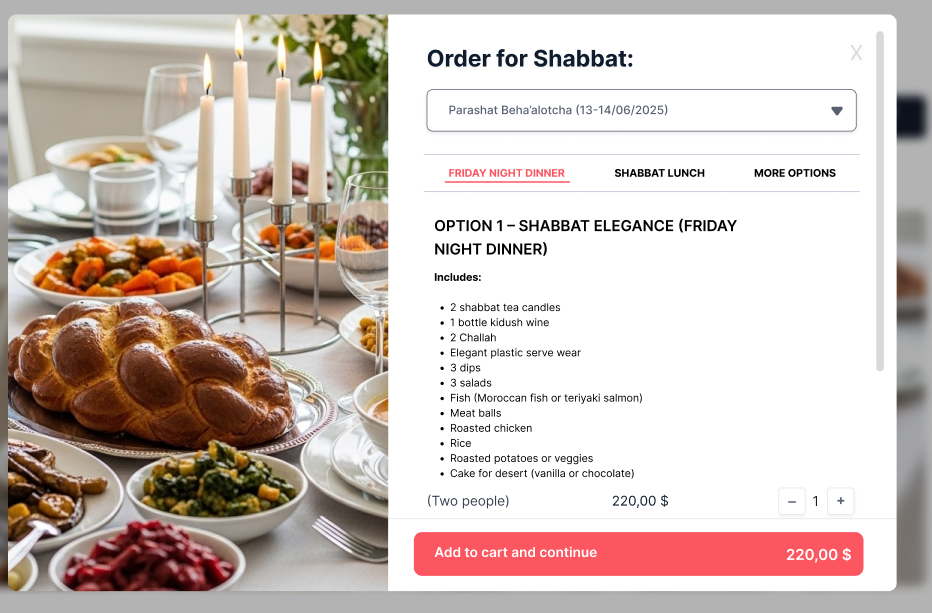 Order for Shabbat:
X
Parashat Beha'alotcha (13-14/06/2025)
FRIDAY NIGHT DINNER
SHABBAT LUNCH
MORE OPTIONS
OPTION 1 – SHABBAT ELEGANCE (FRIDAY
NIGHT DINNER)
Includes:
• 2 shabbat tea candles
• 1 bottle kidush wine
• 2 Challah
• Elegant plastic serve wear
• 3 dips
• 3 salads
• Fish (Moroccan fish or teriyaki salmon)
• Meat balls
• Roasted chicken
• Rice
• Roasted potatoes or veggies
• Cake for desert (vanilla or chocolate)
(Two people) 220,00 $ – 1 +
Add to cart and continue 220,00 $